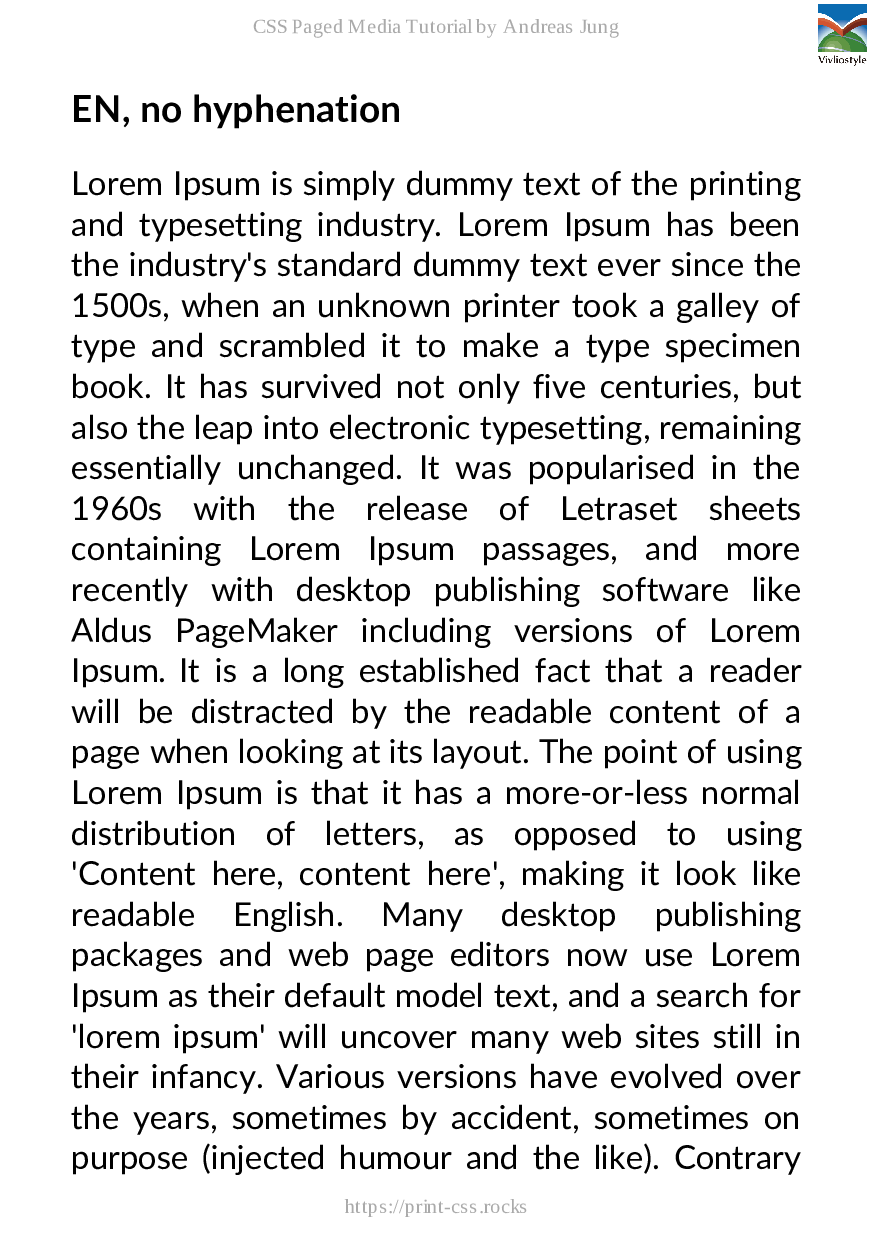 CSS Paged Media Tutorial by Andreas Jung
Vivliostyle
EN, no hyphenation
Lorem Ipsum is simply dummy text of the printing
and typesetting industry. Lorem Ipsum has been
the industry's standard dummy text ever since the
1500s, when an unknown printer took a galley of
type and scrambled it to make a type specimen
book. It has survived not only five centuries, but
also the leap into electronic typesetting, remaining
essentially unchanged. It was popularised in the
1960s with the release of Letraset sheets
containing Lorem Ipsum passages, and more
recently with desktop publishing software like
Aldus PageMaker including versions of Lorem
Ipsum. It is a long established fact that a reader
will be distracted by the readable content of a
page when looking at its layout. The point of using
Lorem Ipsum is that it has a more-or-less normal
distribution of letters, as opposed to using
'Content here, content here', making it look like
readable English. Many desktop publishing
packages and web page editors now use Lorem
Ipsum as their default model text, and a search for
'lorem ipsum' will uncover many web sites still in
their infancy. Various versions have evolved over
the years, sometimes by accident, sometimes on
purpose (injected humour and the like). Contrary
https://print-css.rocks